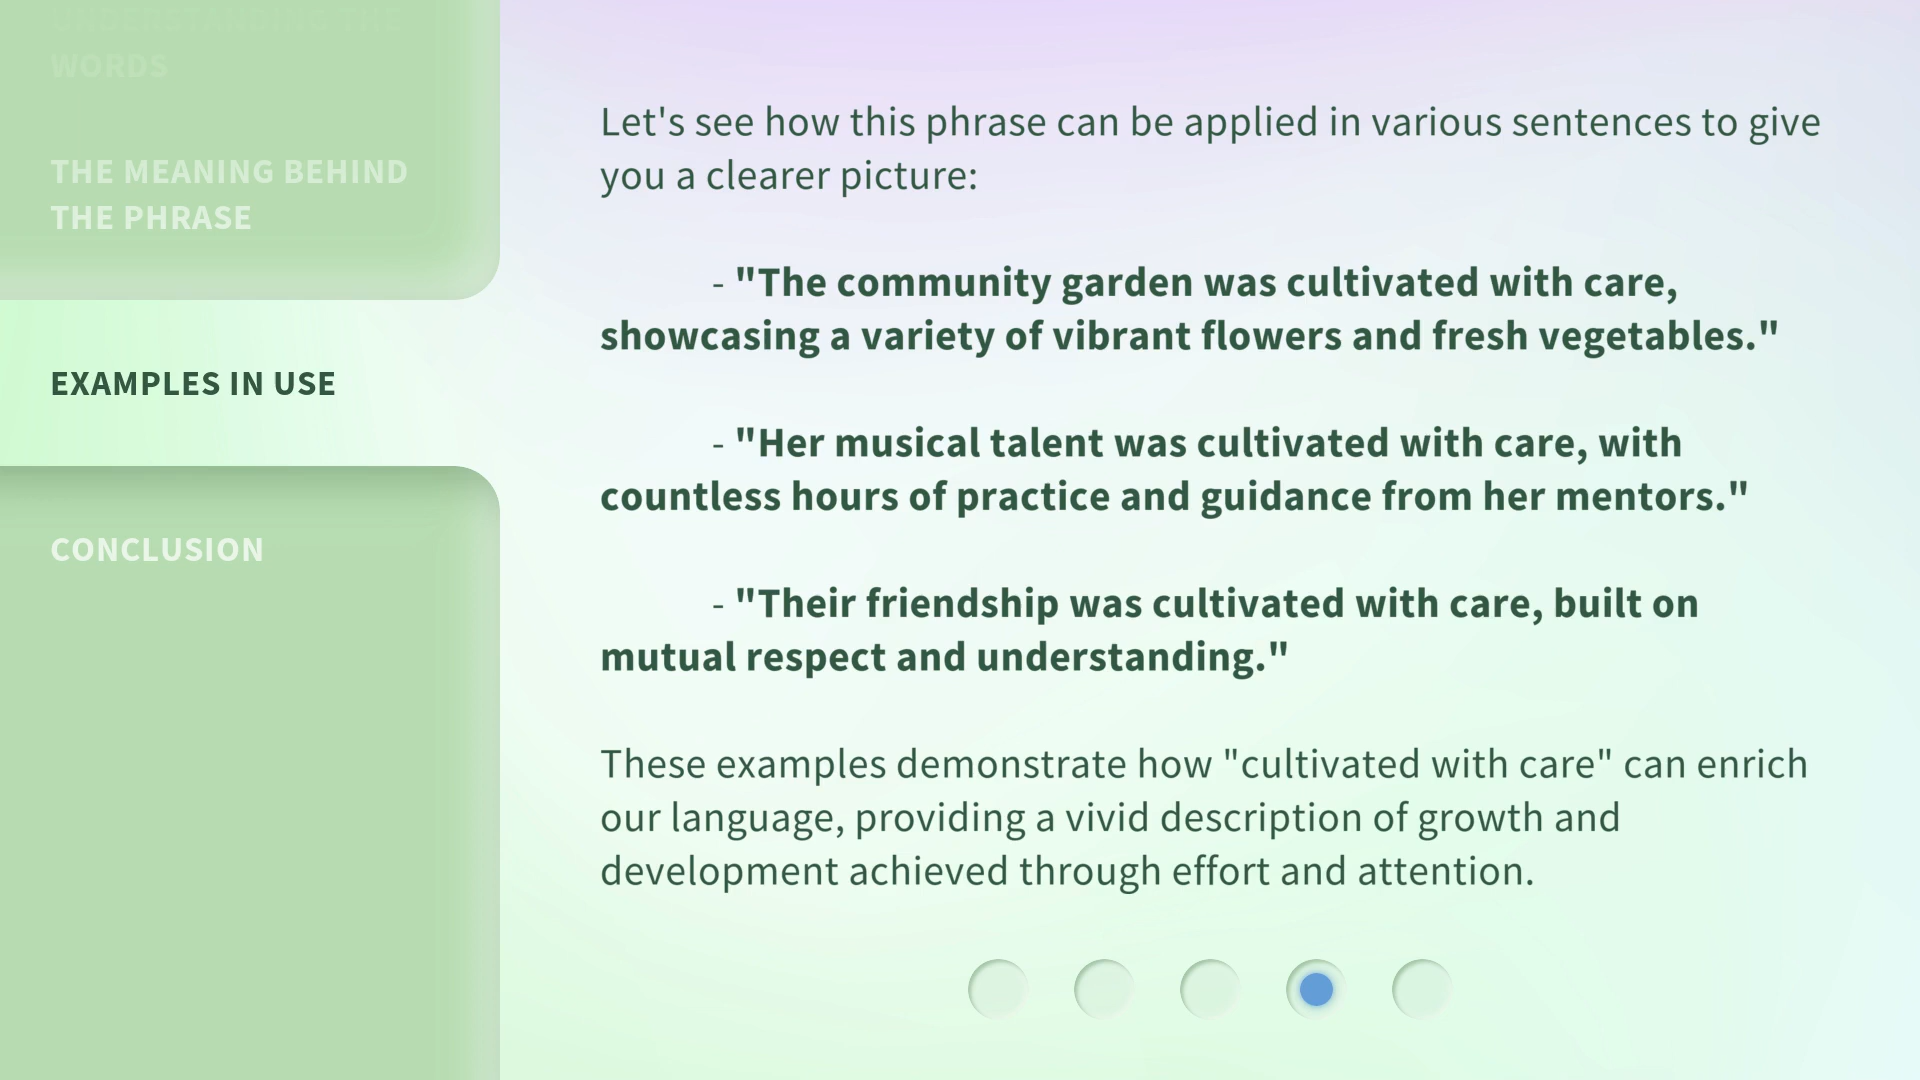 UNDERSTANDING THE
WORDS
THE MEANING BEHIND
THE PHRASE
EXAMPLES IN USE
CONCLUSION
Let's see how this phrase can be applied in various sentences to give
you a clearer picture:
- "The community garden was cultivated with care,
showcasing a variety of vibrant flowers and fresh vegetables."
- "Her musical talent was cultivated with care, with
countless hours of practice and guidance from her mentors."
- "Their friendship was cultivated with care, built on
mutual respect and understanding."
These examples demonstrate how "cultivated with care" can enrich
our language, providing a vivid description of growth and
development achieved through effort and attention.